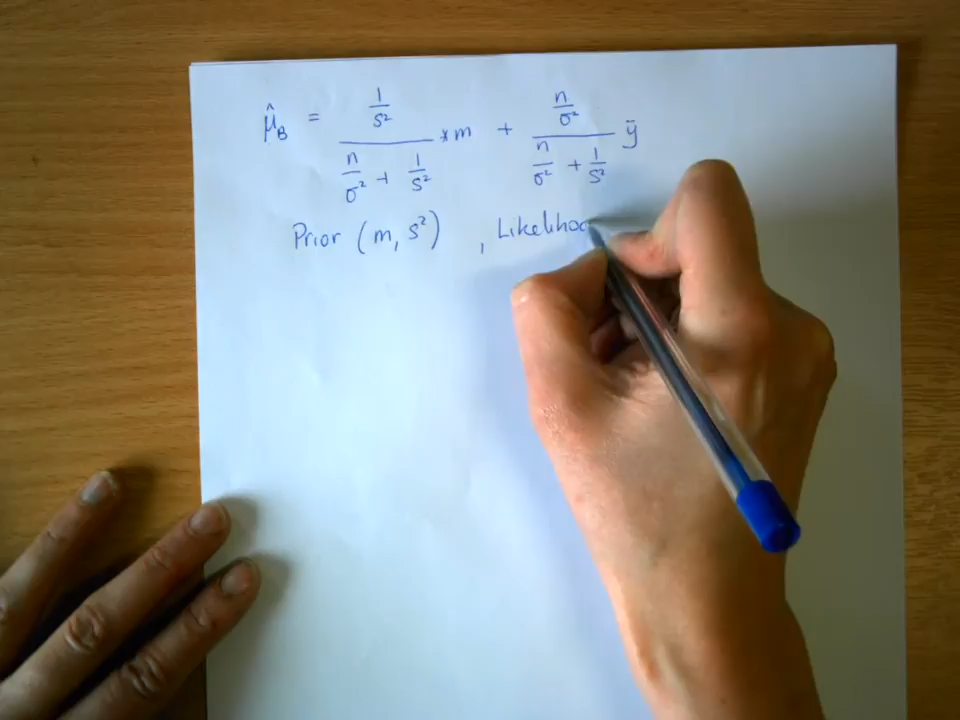 μ̂_B = (1/s²)/(n/σ² + 1/s²) * m + (n/σ²)/(n/σ² + 1/s²) ȳ
Prior (m, s²) , Likelihoo